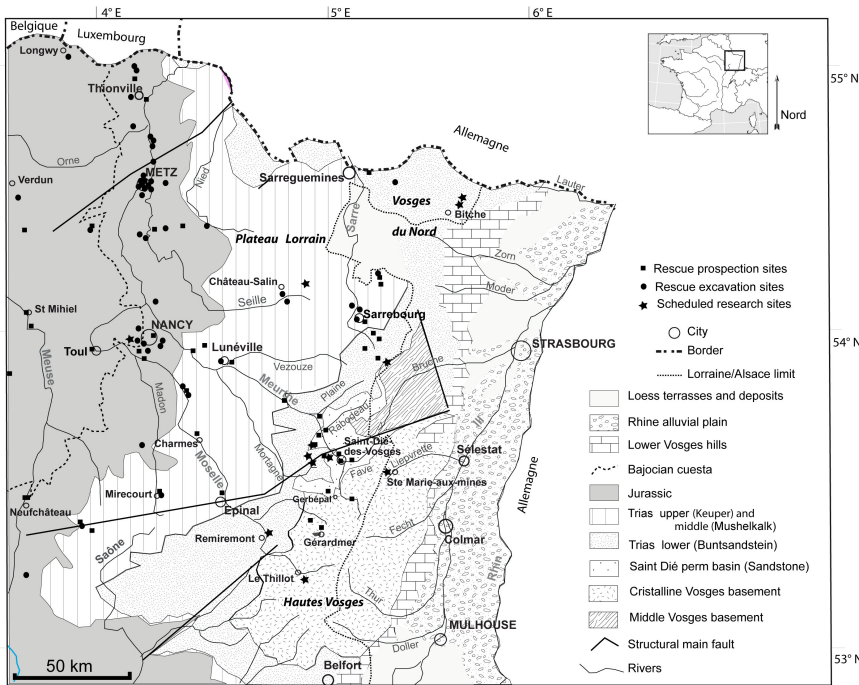 4° E
5° E
6° E
Belgique
Luxembourg
Longwy
55° N
Thionville
Nord
Allemagne
Orne
METZ
Nied
Verdun
Sarreguemines
Lauter
Vosges
Bitche
Sarre
du Nord
Plateau Lorrain
Zorn
Château-Salin
Moder
Seille
St Mihiel
Sarrebourg
NANCY
54° N
Toul
Lunéville
STRASBOURG
Vezouze
Bruche
Meuse
Meurthe
Plaine
Madon
Rabodeau
Ill
Charmes
Mortagne
Saint-Dié-
des-Vosges
Moselle
Liepvrette
Sélestat
Fave
Ste Marie-aux-mines
Allemagne
Mirecourt
Gerbépal
Neufchâteau
Epinal
Fecht
Saône
Remiremont
Gérardmer
Colmar
Rhin
Le Thillot
Thur
Hautes Vosges
MULHOUSE
Doller
53° N
Belfort
50 km
Rescue prospection sites
Rescue excavation sites
Scheduled research sites
City
Border
Lorraine/Alsace limit
Loess terrasses and deposits
Rhine alluvial plain
Lower Vosges hills
Bajocian cuesta
Jurassic
Trias upper (Keuper) and
middle (Mushelkalk)
Trias lower (Buntsandstein)
Saint Dié perm basin (Sandstone)
Cristalline Vosges basement
Middle Vosges basement
Structural main fault
Rivers